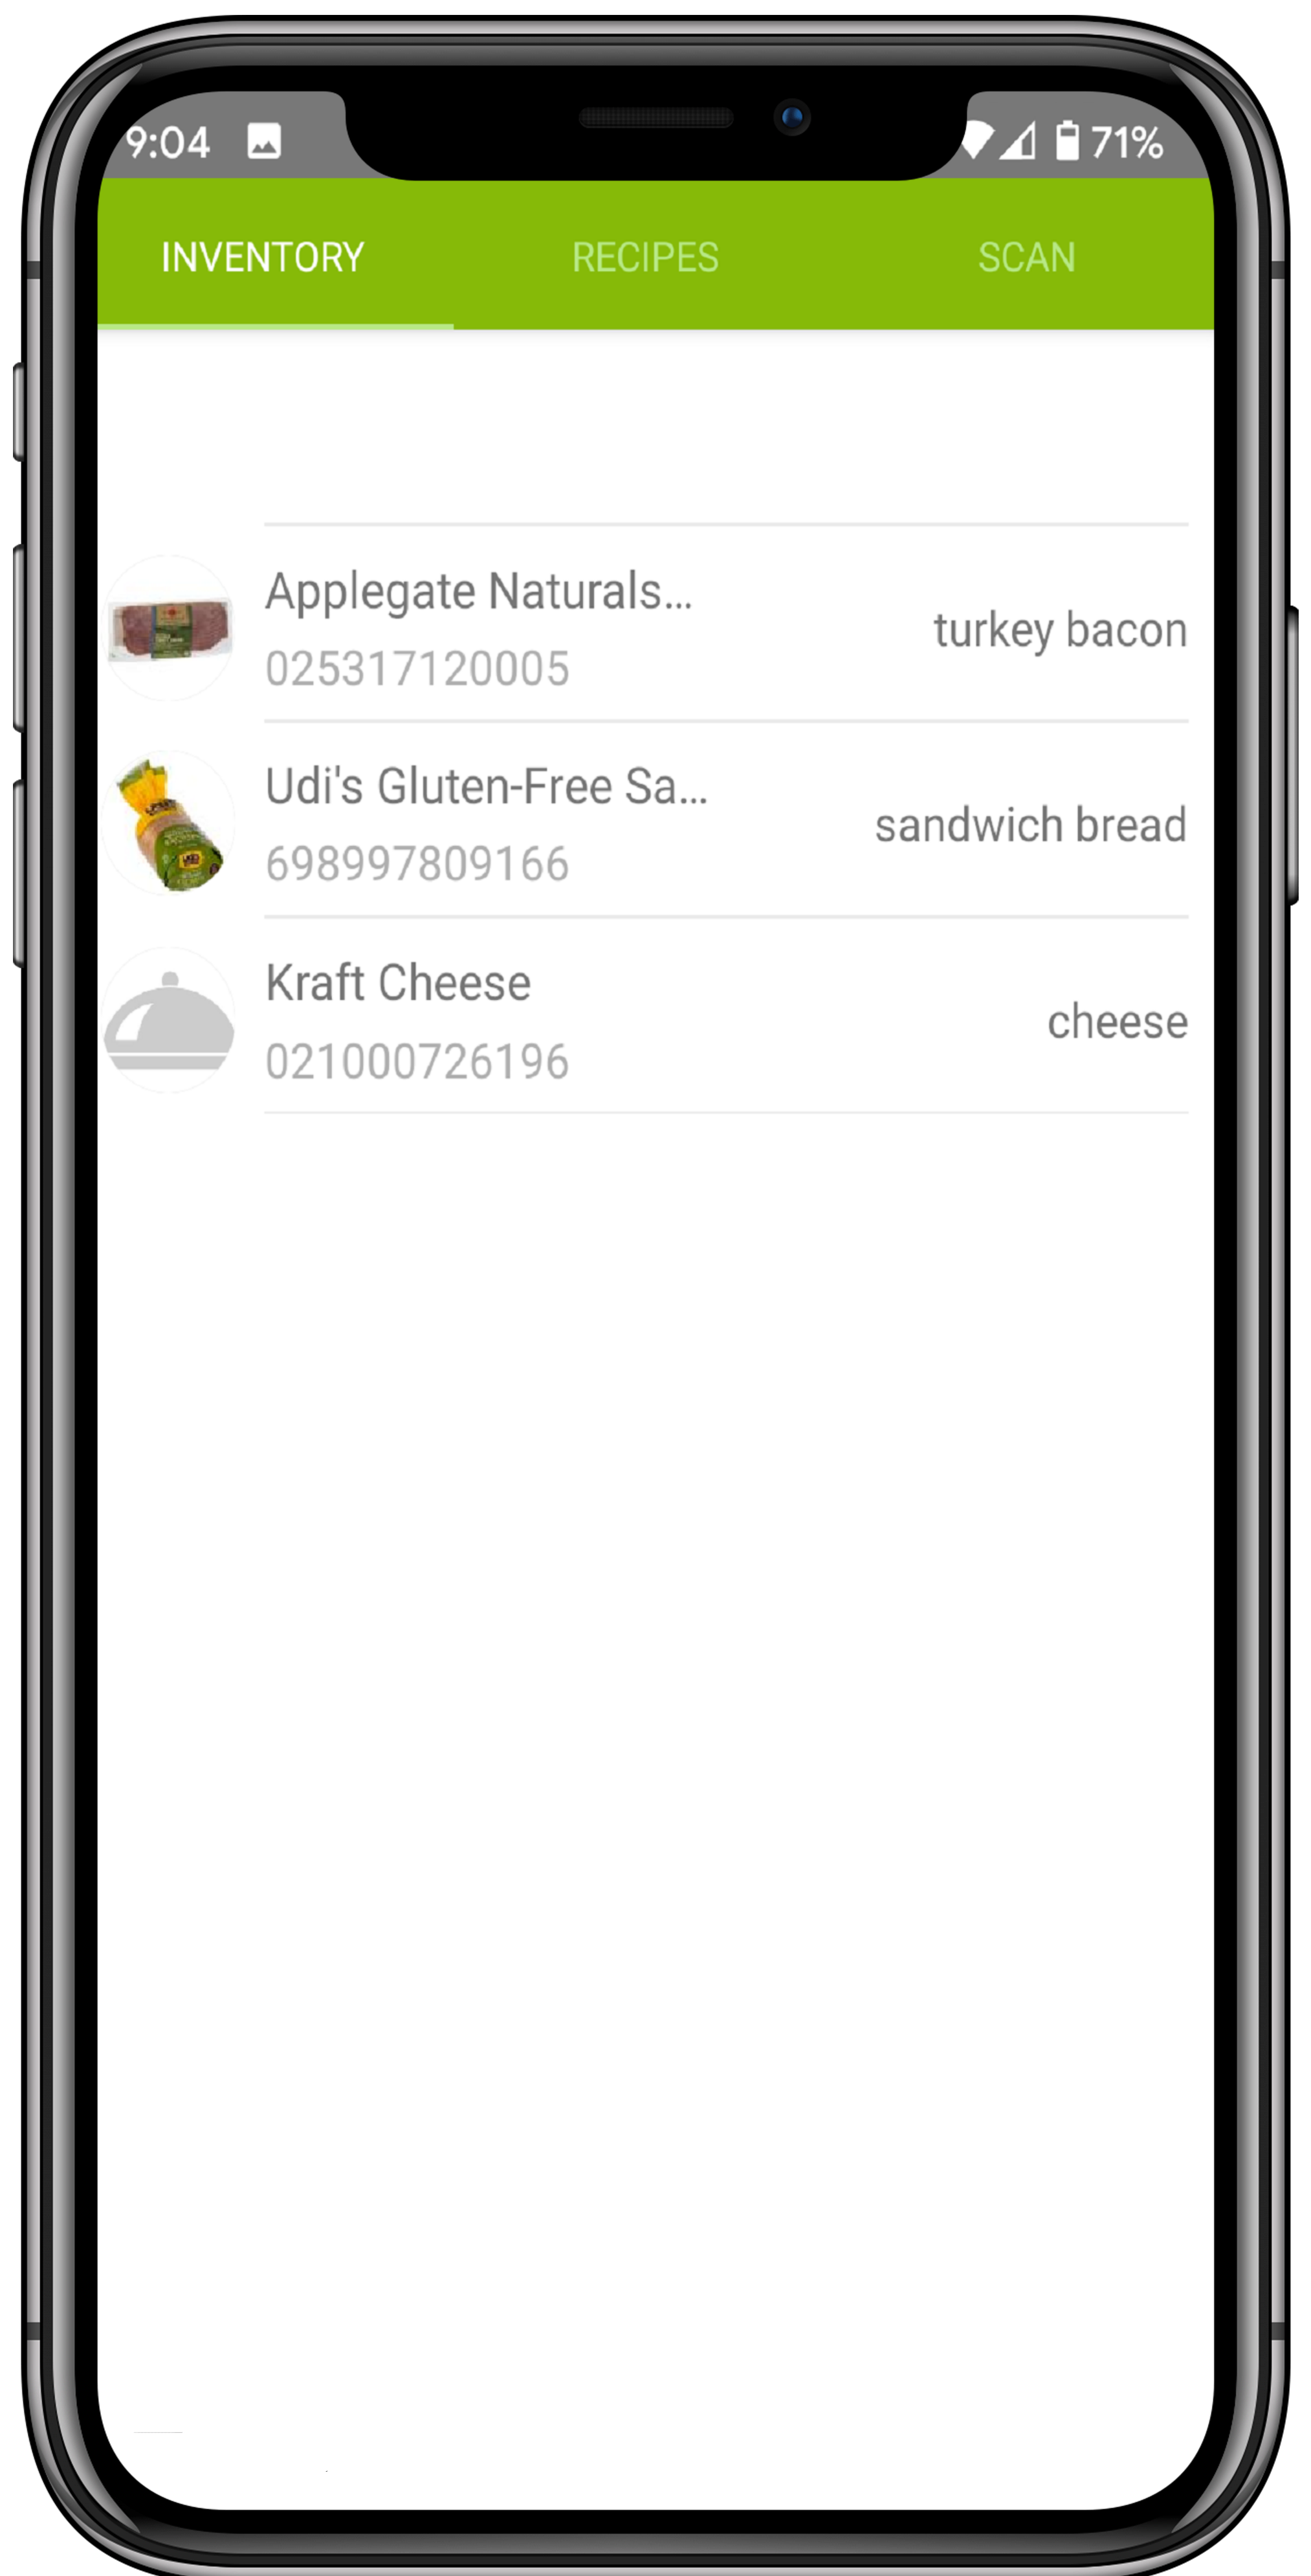 9:04 71%
INVENTORY RECIPES SCAN
Applegate Naturals...
turkey bacon
025317120005
Udi's Gluten-Free Sa...
sandwich bread
698997809166
Kraft Cheese
cheese
021000726196